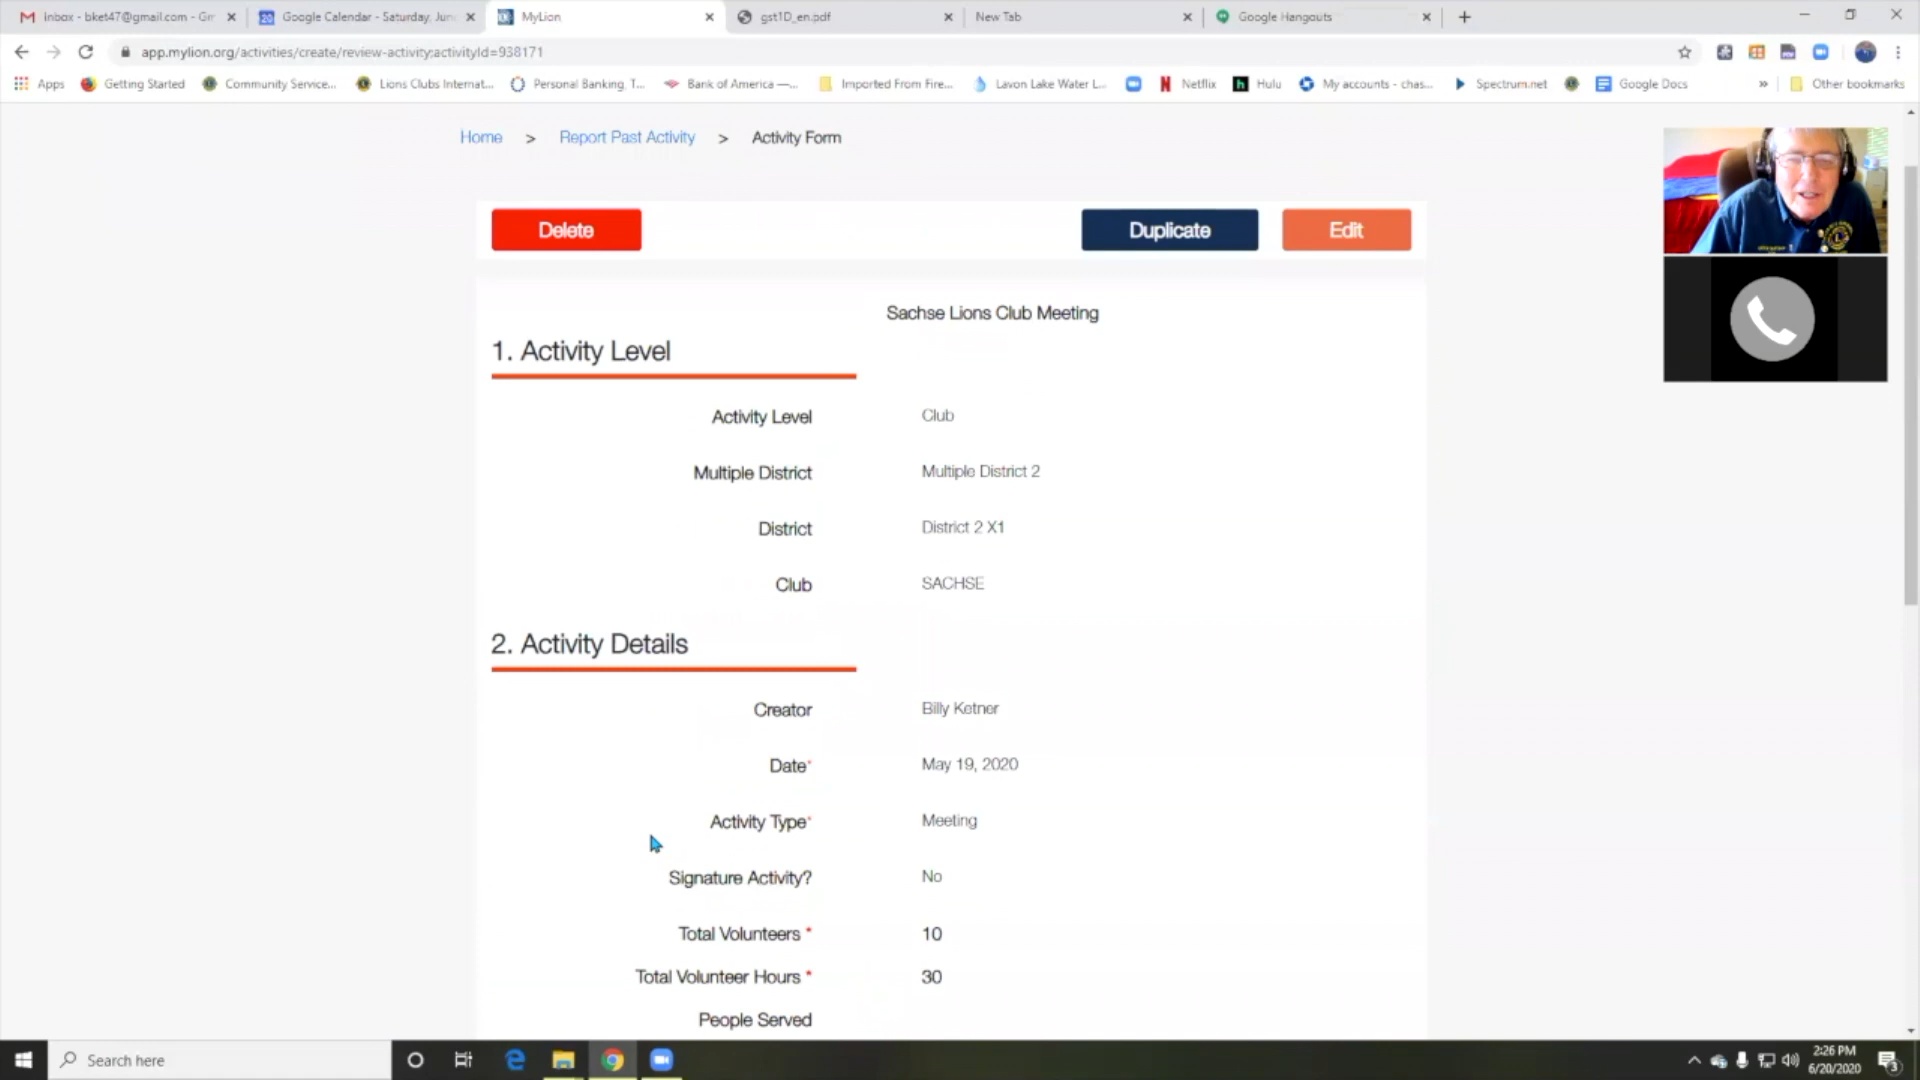 Inbox - bket47@gmail.com - Gr
Google Calendar - Saturday, Jun
MyLion
gst1D_en.pdf
New Tab
Google Hangouts
app.mylion.org/activities/create/review-activity;activityId=938171
Apps
Getting Started
Community Service...
Lions Clubs Internat...
Personal Banking, T...
Bank of America —...
Imported From Fire...
Lavon Lake Water L...
Netflix
Hulu
My accounts - chas...
Spectrum.net
Google Docs
»
Other bookmarks
Home > Report Past Activity > Activity Form
Delete
Duplicate
Edit
Sachse Lions Club Meeting
1. Activity Level
Activity Level Club
Multiple District Multiple District 2
District District 2 X1
Club SACHSE
2. Activity Details
Creator Billy Ketner
Date* May 19, 2020
Activity Type* Meeting
Signature Activity? No
Total Volunteers * 10
Total Volunteer Hours * 30
People Served
Search here
2:26 PM
6/20/2020
3